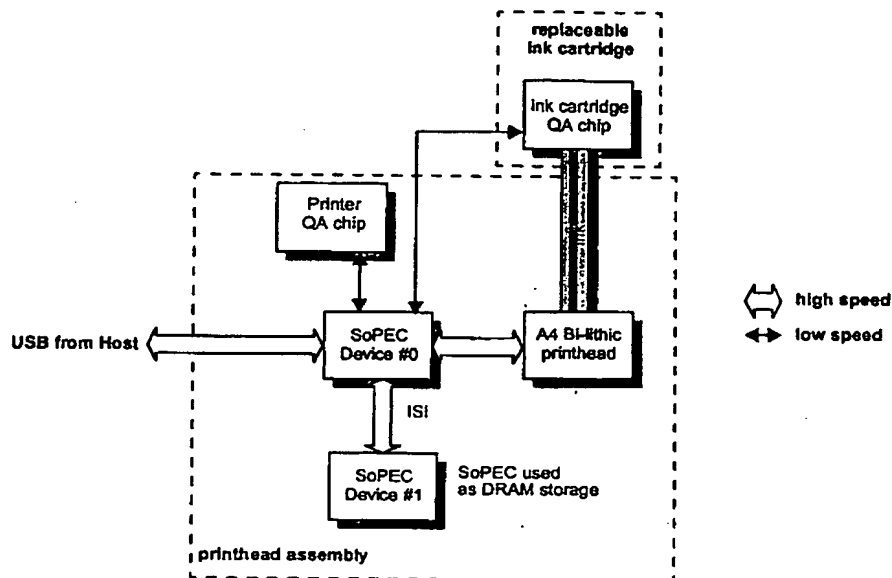 replaceable
ink cartridge
Ink cartridge
QA chip
Printer
QA chip
high speed
low speed
USB from Host
SoPEC
Device #0
A4 Bi-lithic
printhead
ISI
SoPEC
Device #1
SoPEC used
as DRAM storage
printhead assembly